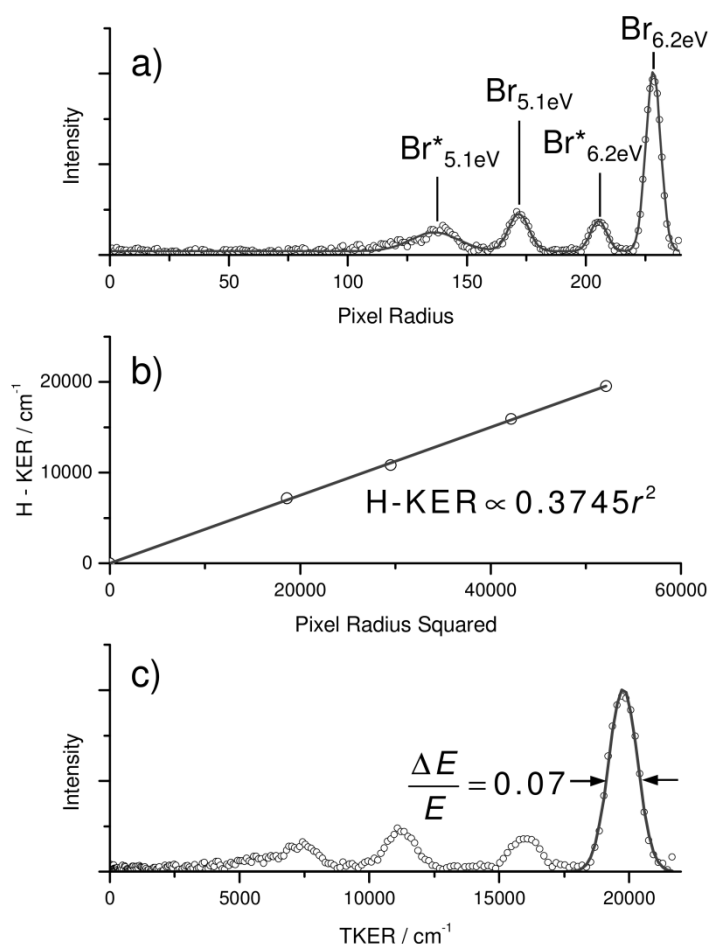 a)
Br*5.1eV
Br5.1eV
Br*6.2eV
Br6.2eV
Intensity
0 50 100 150 200
Pixel Radius
b)
20000
10000
0
H - KER / cm-1
H-KER ∝ 0.3745r2
0 20000 40000 60000
Pixel Radius Squared
c)
ΔE/E = 0.07
Intensity
0 5000 10000 15000 20000
TKER / cm-1